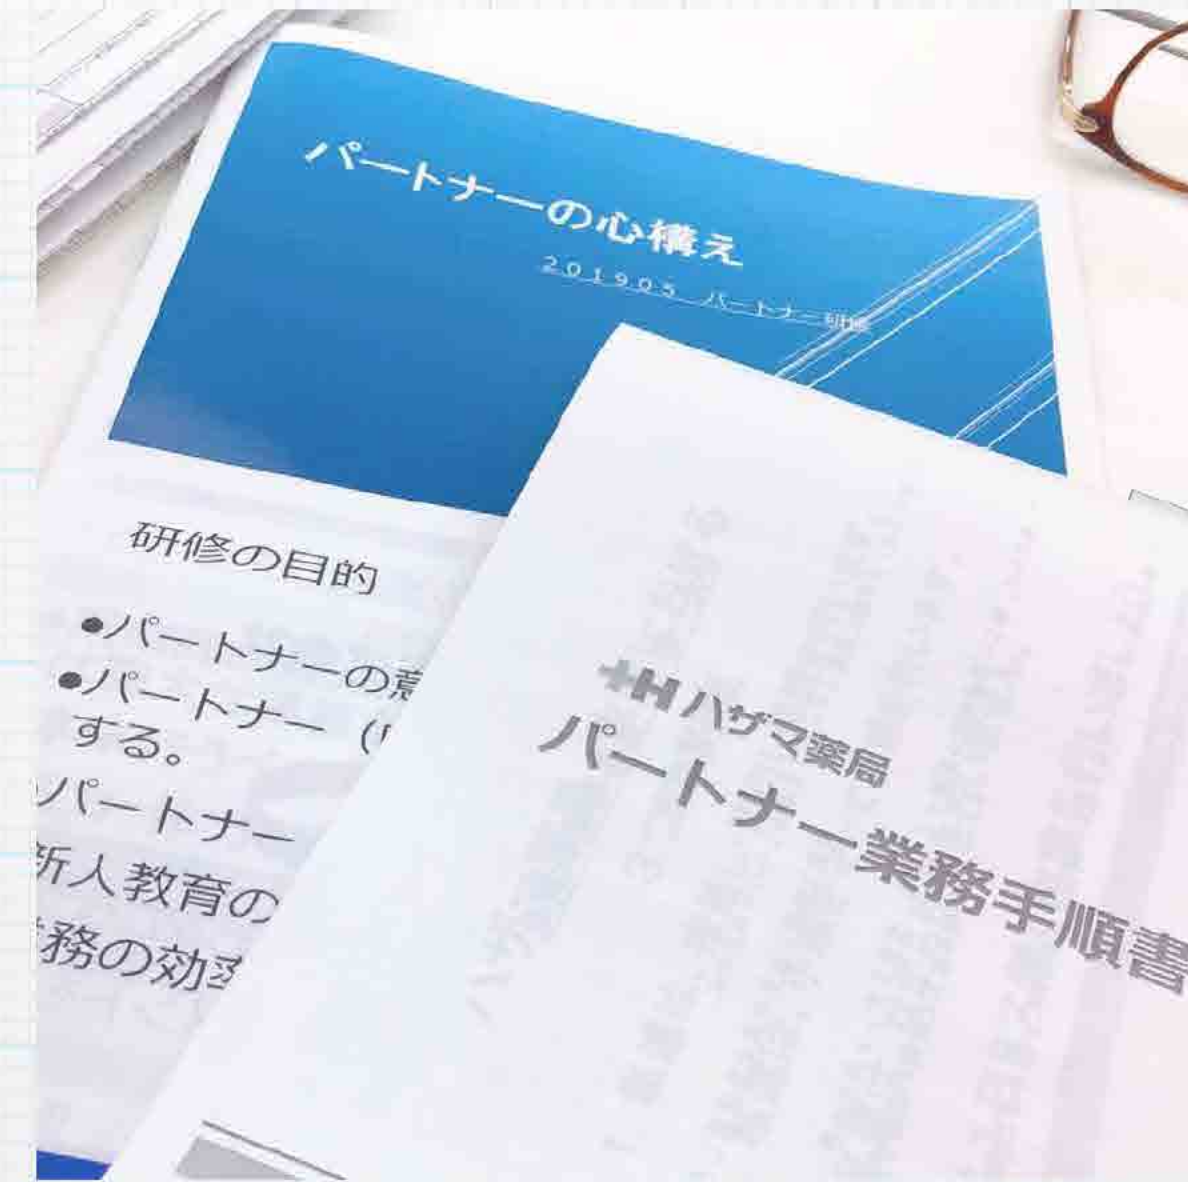 パートナーの心構え
201905 パートナー研修
研修の目的
●パートナーの意
●パートナー
する。
パートナー
新人教育の
務の効率
+H ハザマ薬局
パートナー業務手順書